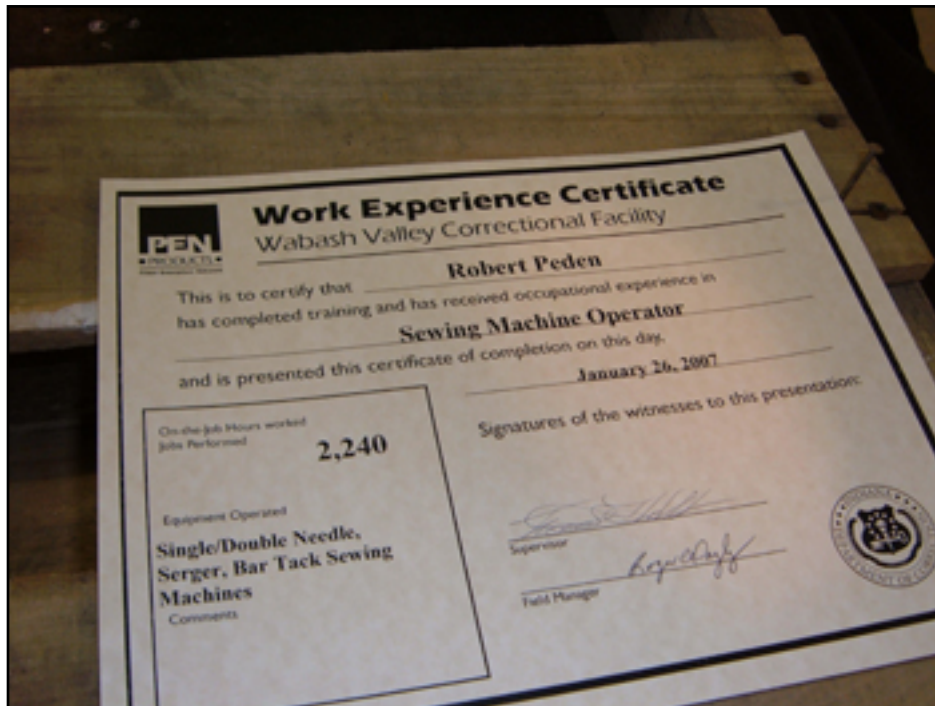 Work Experience Certificate
Wabash Valley Correctional Facility
PEN
PRODUCTS
This is to certify that Robert Peden
has completed training and has received occupational experience in
Sewing Machine Operator
and is presented this certificate of completion on this day,
January 26, 2007
Signatures of the witnesses to this presentation:
On-the-Job Hours worked
Jobs Performed
2,240
Equipment Operated
Single/Double Needle,
Serger, Bar Tack Sewing
Machines
Comments
Supervisor
Field Manager
INDIANA
DEPARTMENT OF